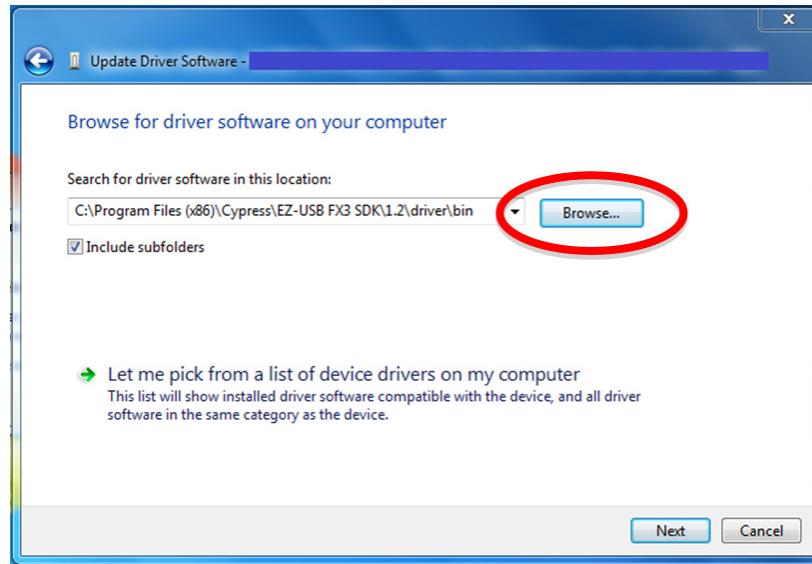 Update Driver Software -
Browse for driver software on your computer
Search for driver software in this location:
C:\Program Files (x86)\Cypress\EZ-USB FX3 SDK\1.2\driver\bin
Browse...
Include subfolders
Let me pick from a list of device drivers on my computer
This list will show installed driver software compatible with the device, and all driver
software in the same category as the device.
Next
Cancel